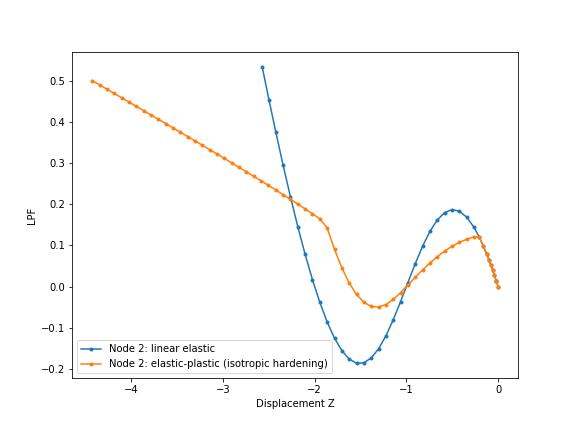 0.5
0.4
0.3
0.2
0.1
0.0
−0.1
−0.2
LPF
Node 2: linear elastic
Node 2: elastic-plastic (isotropic hardening)
−4 −3 −2 −1 0
Displacement Z